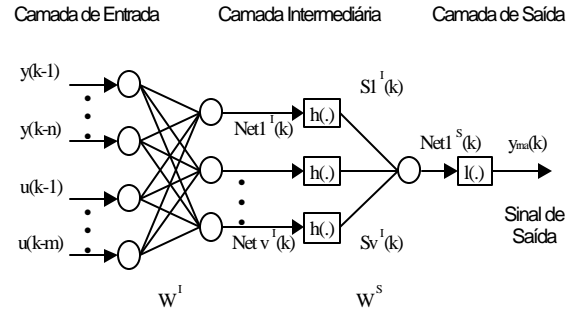 Camada de Entrada Camada Intermediária Camada de Saída
y(k-1) S1^I(k)
h(.)
y(k-n) Net1^I(k) Net1^S(k) y_ma(k)
h(.) l(.)
u(k-1)
h(.)
u(k-m) Net v^I(k) Sv^I(k) Sinal de
Saída
W^I W^S